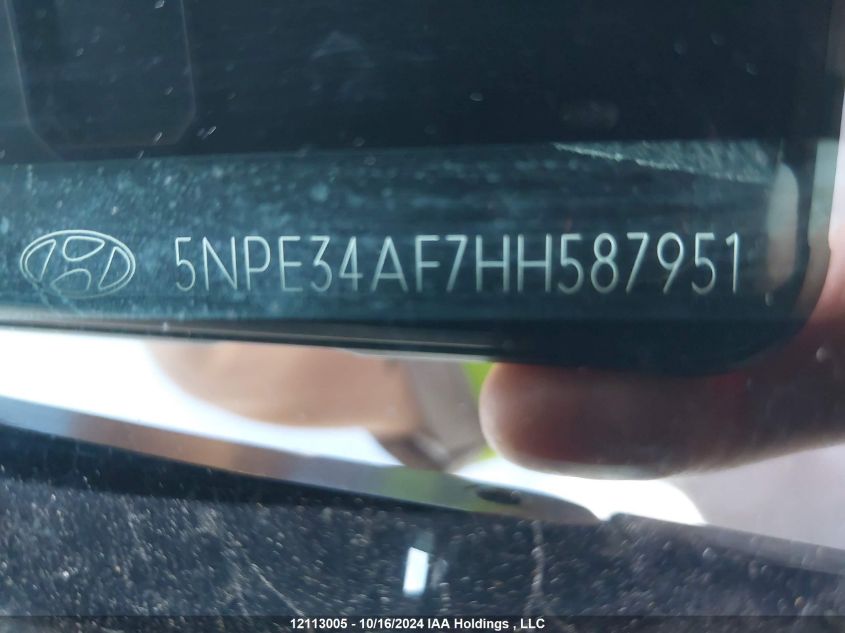 5NPE34AF7HH587951
12113005 - 10/16/2024 IAA Holdings , LLC